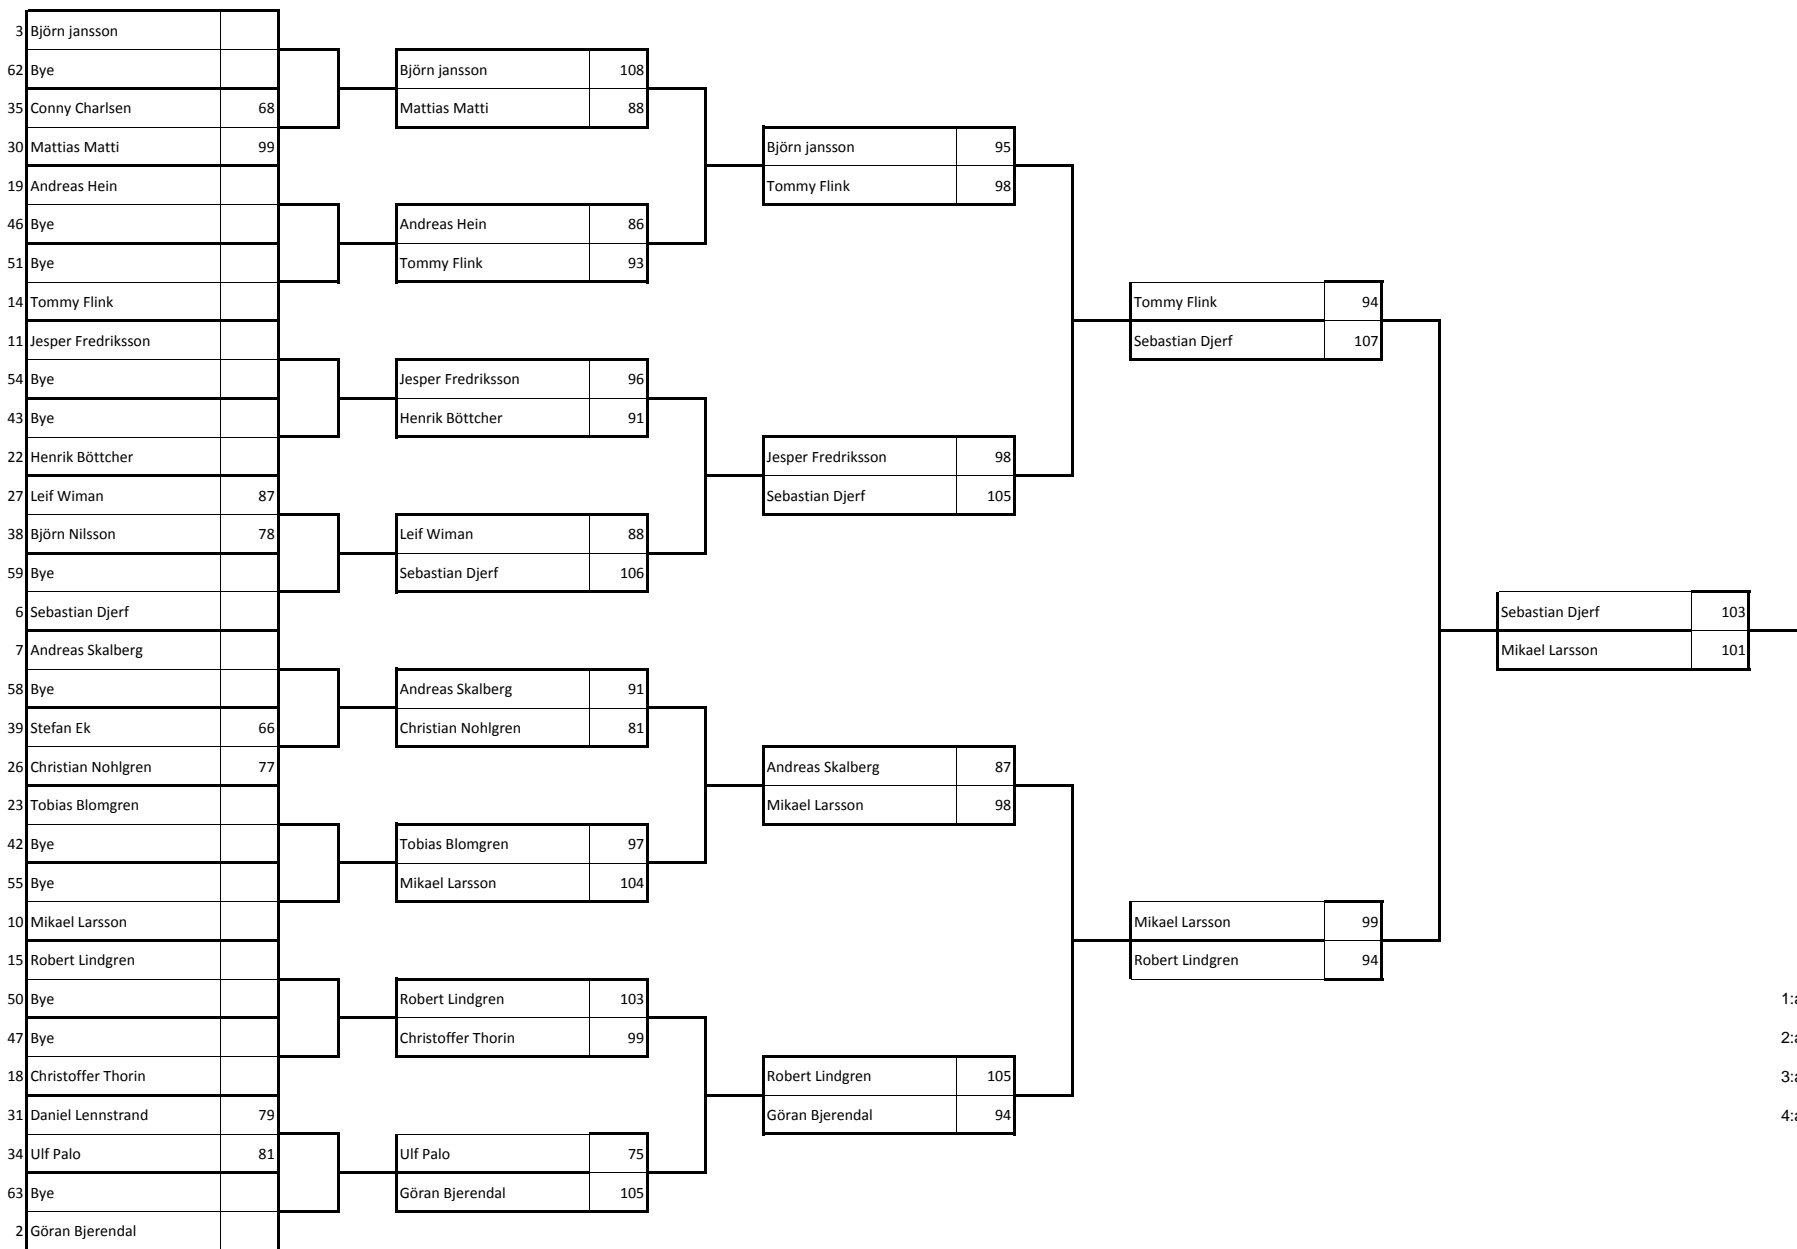 3 Björn jansson
62 Bye
35 Conny Charlsen 68
30 Mattias Matti 99
19 Andreas Hein
46 Bye
51 Bye
14 Tommy Flink
11 Jesper Fredriksson
54 Bye
43 Bye
22 Henrik Böttcher
27 Leif Wiman 87
38 Björn Nilsson 78
59 Bye
6 Sebastian Djerf
7 Andreas Skalberg
58 Bye
39 Stefan Ek 66
26 Christian Nohlgren 77
23 Tobias Blomgren
42 Bye
55 Bye
10 Mikael Larsson
15 Robert Lindgren
50 Bye
47 Bye
18 Christoffer Thorin
31 Daniel Lennstrand 79
34 Ulf Palo 81
63 Bye
2 Göran Bjerendal
Björn jansson 108
Mattias Matti 88
Andreas Hein 86
Tommy Flink 93
Jesper Fredriksson 96
Henrik Böttcher 91
Leif Wiman 88
Sebastian Djerf 106
Andreas Skalberg 91
Christian Nohlgren 81
Tobias Blomgren 97
Mikael Larsson 104
Robert Lindgren 103
Christoffer Thorin 99
Ulf Palo 75
Göran Bjerendal 105
Björn jansson 95
Tommy Flink 98
Jesper Fredriksson 98
Sebastian Djerf 105
Andreas Skalberg 87
Mikael Larsson 98
Robert Lindgren 105
Göran Bjerendal 94
Tommy Flink 94
Sebastian Djerf 107
Mikael Larsson 99
Robert Lindgren 94
Sebastian Djerf 103
Mikael Larsson 101
1:a
2:a
3:a
4:a